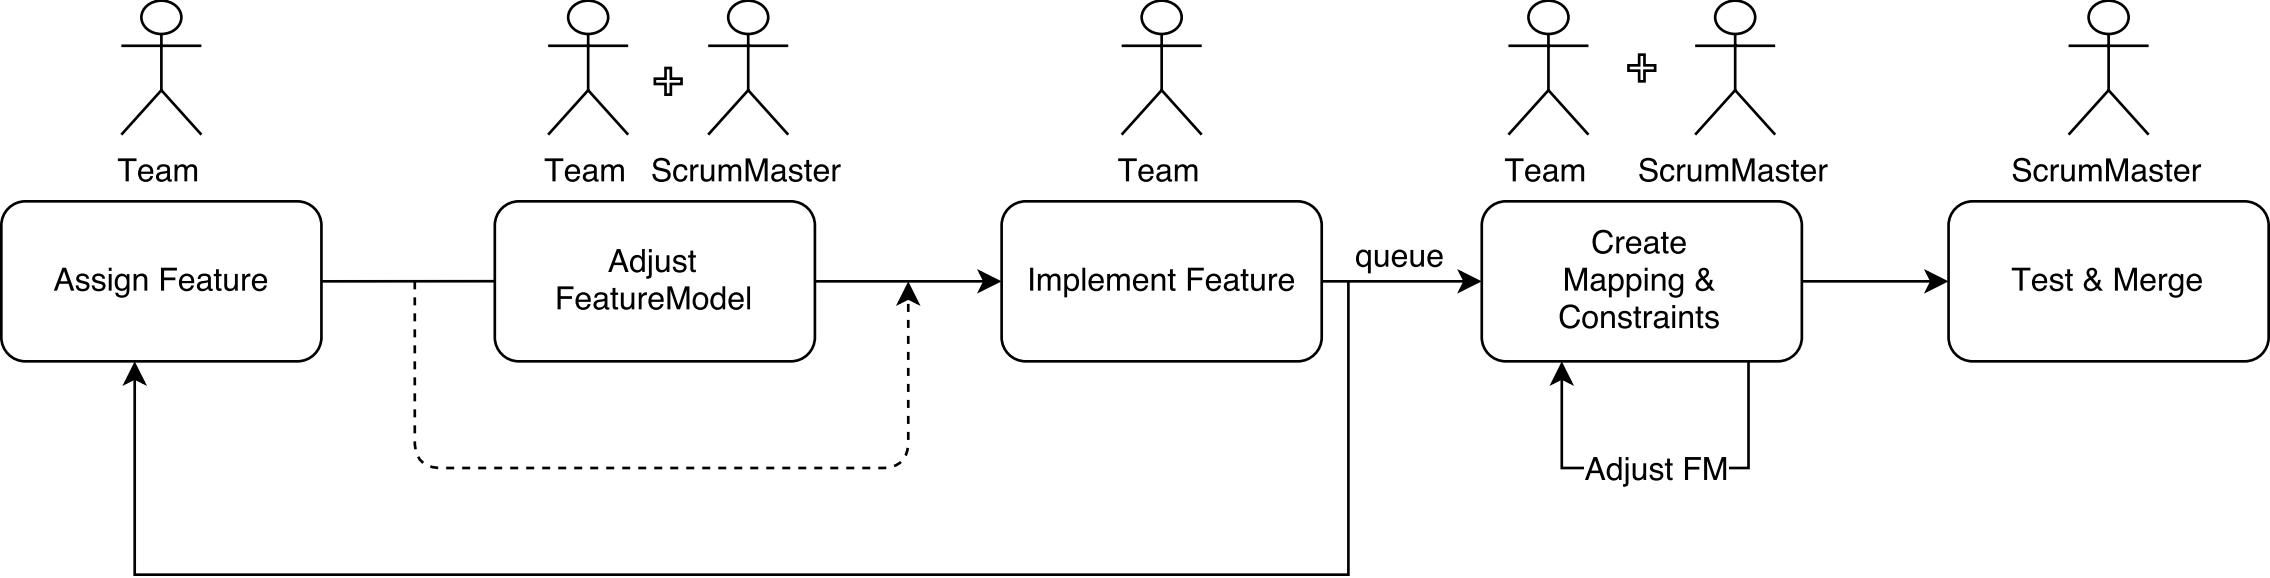 Team
Team
ScrumMaster
Team
Team
ScrumMaster
ScrumMaster
Assign Feature
Adjust
FeatureModel
Implement Feature
queue
Create
Mapping &
Constraints
Test & Merge
Adjust FM